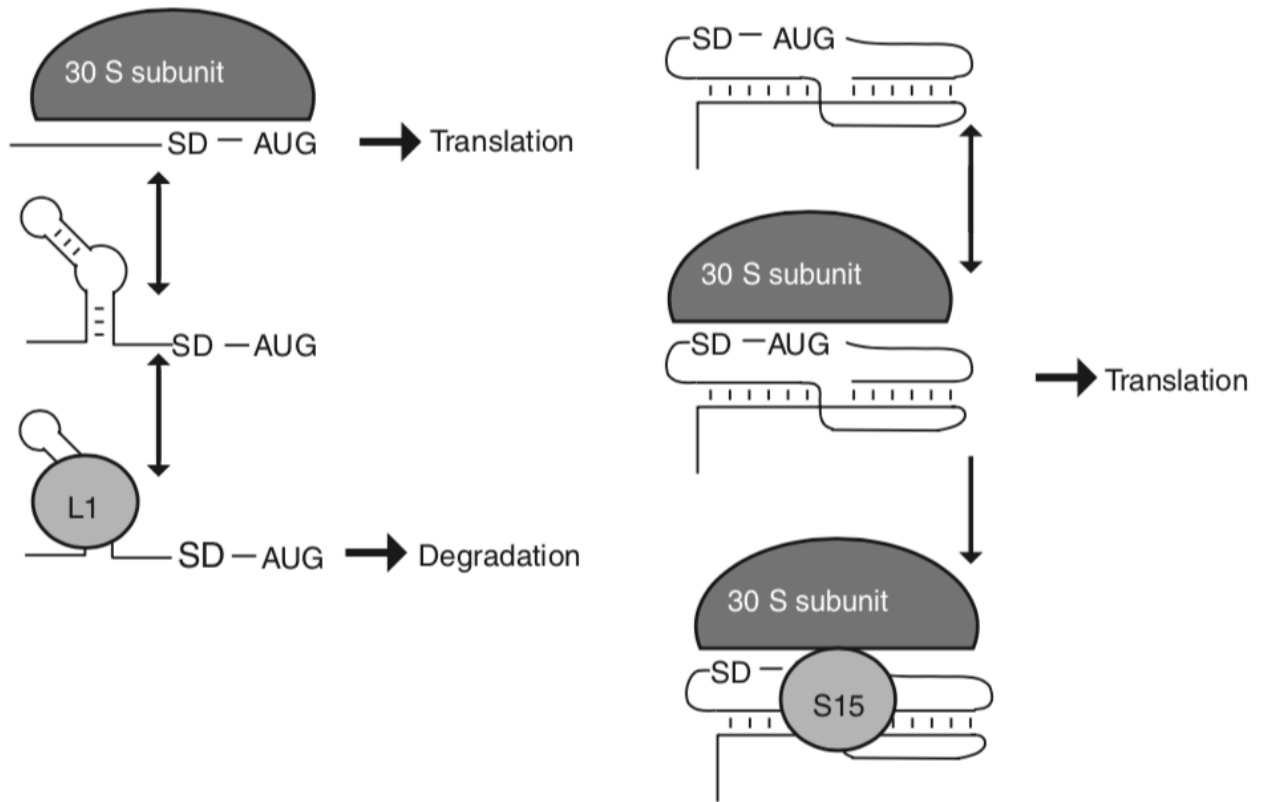 30 S subunit
SD – AUG
Translation
SD – AUG
L1
SD – AUG
Degradation
SD – AUG
30 S subunit
SD – AUG
Translation
30 S subunit
SD –
S15